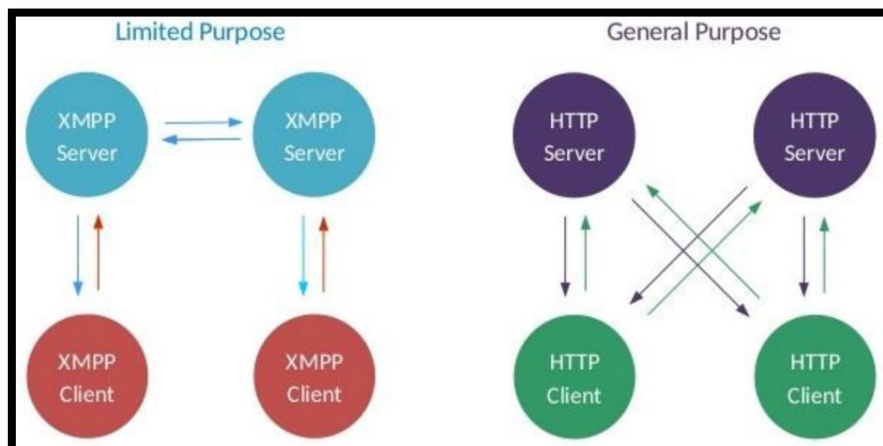 Limited Purpose
General Purpose
XMPP
Server
XMPP
Server
HTTP
Server
HTTP
Server
XMPP
Client
XMPP
Client
HTTP
Client
HTTP
Client